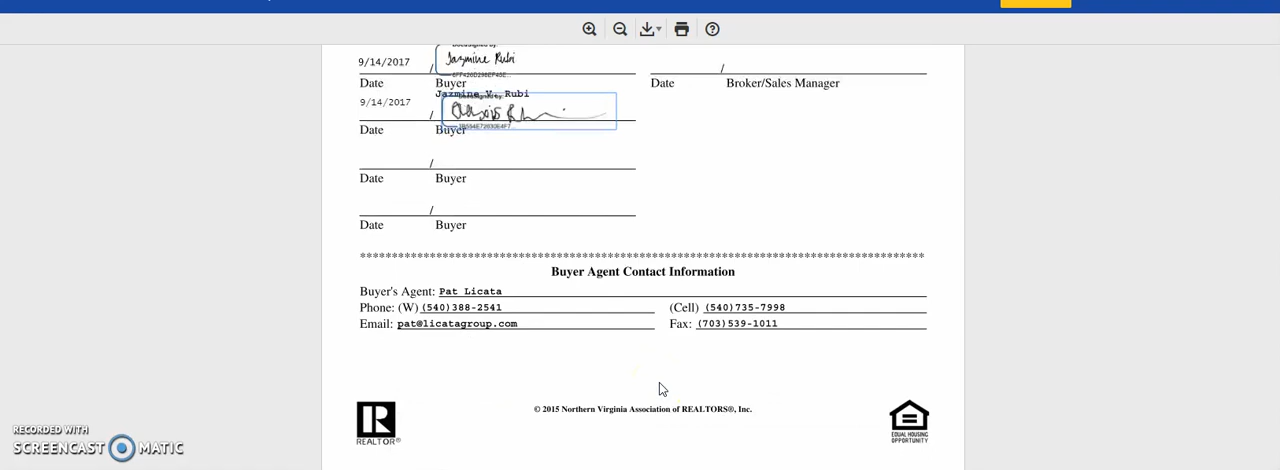 DocuSigned by:
9/14/2017 / Jazmine Rubi /
Date Buyer Date Broker/Sales Manager
Jazmine V. Rubi
9/14/2017 /
Date Buyer
/
Date Buyer
/
Date Buyer
********************************************************************************************
Buyer Agent Contact Information
Buyer's Agent: Pat Licata
Phone: (W) (540)388-2541 (Cell) (540)735-7998
Email: pat@licatagroup.com Fax: (703)539-1011
© 2015 Northern Virginia Association of REALTORS®, Inc.
R
REALTOR®
EQUAL HOUSING
OPPORTUNITY
RECORDED WITH
SCREENCAST MATIC